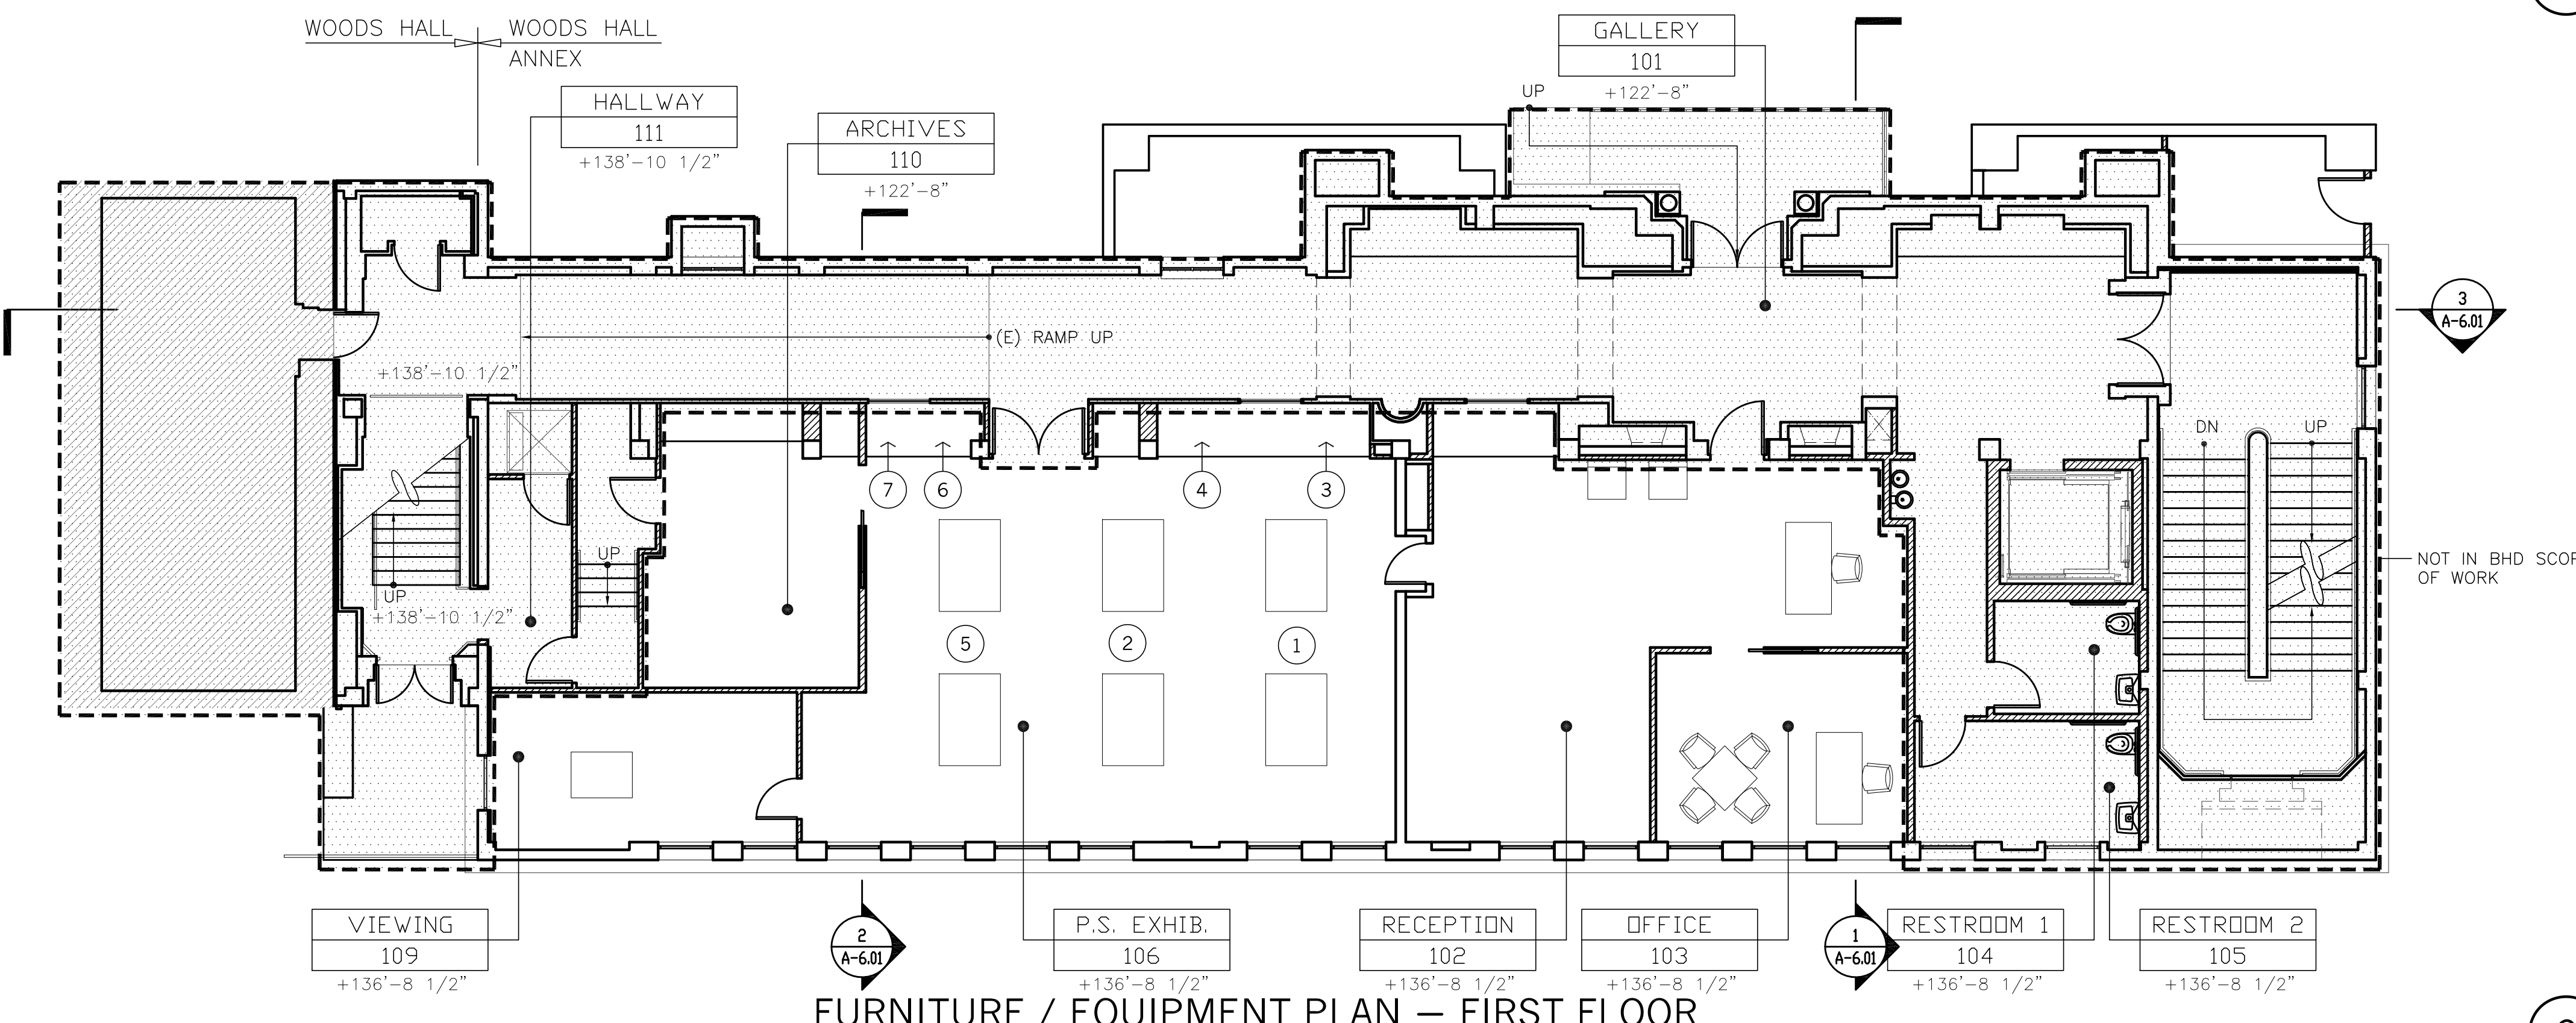 WOODS HALL
WOODS HALL
ANNEX
GALLERY
101
+122'-8"
UP
HALLWAY
111
+138'-10 1/2"
ARCHIVES
110
+122'-8"
(E) RAMP UP
3
A-6.01
+138'-10 1/2"
DN
UP
7
6
4
3
UP
UP
+138'-10 1/2"
NOT IN BHD SCOP
OF WORK
5
2
1
VIEWING
109
+136'-8 1/2"
2
A-6.01
P.S. EXHIB.
106
+136'-8 1/2"
RECEPTION
102
+136'-8 1/2"
OFFICE
103
+136'-8 1/2"
1
A-6.01
RESTROOM 1
104
+136'-8 1/2"
RESTROOM 2
105
+136'-8 1/2"
FURNITURE / EQUIPMENT PLAN – FIRST FLOOR